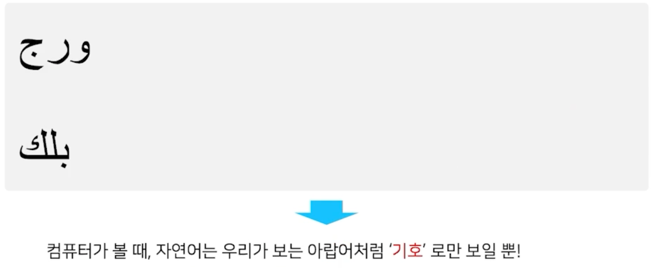 ورج
بلك
컴퓨터가 볼 때, 자연어는 우리가 보는 아랍어처럼 ‘기호’ 로만 보일 뿐!